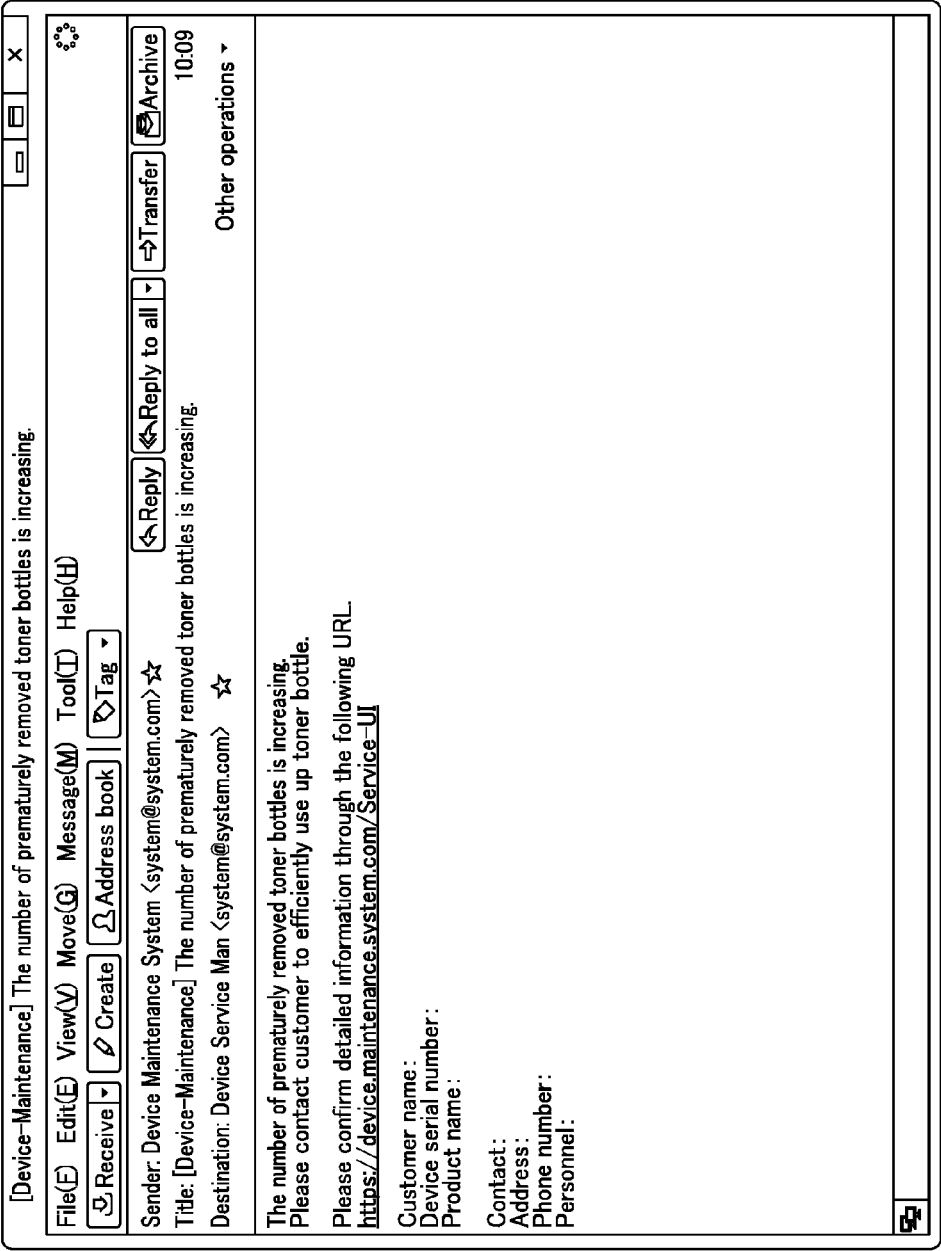 [Device-Maintenance] The number of prematurely removed toner bottles is increasing.
File(F) Edit(E) View(V) Move(G) Message(M) Tool(T) Help(H)
Receive Create Address book Tag
Sender: Device Maintenance System <system@system.com> Reply Reply to all Transfer Archive
Title: [Device-Maintenance] The number of prematurely removed toner bottles is increasing. 10:09
Destination: Device Service Man <system@system.com> Other operations
The number of prematurely removed toner bottles is increasing.
Please contact customer to efficiently use up toner bottle.
Please confirm detailed information through the following URL.
https://device.maintenance.system.com/Service-UI
Customer name:
Device serial number:
Product name:
Contact:
Address:
Phone number:
Personnel: